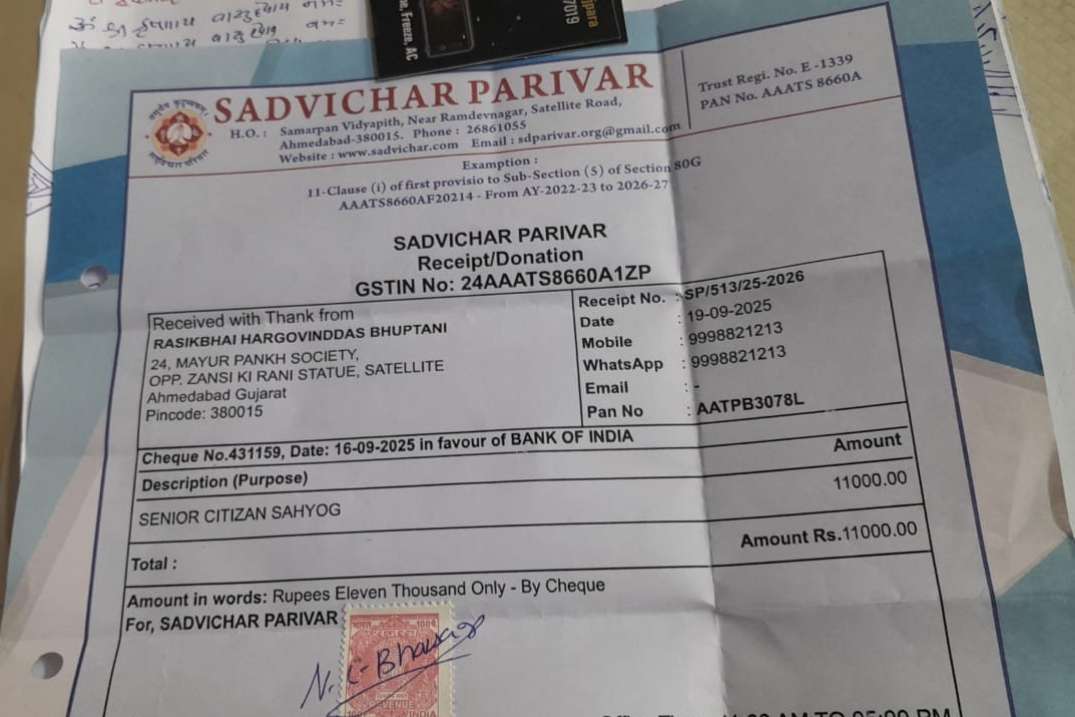 वासुदेवाय नमः
SADVICHAR PARIVAR
H.O. : Samarpan Vidyapith, Near Ramdevnagar, Satellite Road,
Ahmedabad-380015. Phone : 26861055
Website : www.sadvichar.com Email : sdparivar.org@gmail.com
Trust Regi. No. E -1339
PAN No. AAATS 8660A
Examption :
11-Clause (i) of first provisio to Sub-Section (5) of Section 80G
AAATS8660AF20214 - From AY-2022-23 to 2026-27
SADVICHAR PARIVAR
Receipt/Donation
GSTIN No: 24AAATS8660A1ZP
Received with Thank from
RASIKBHAI HARGOVINDDAS BHUPTANI
24, MAYUR PANKH SOCIETY,
OPP. ZANSI KI RANI STATUE, SATELLITE
Ahmedabad Gujarat
Pincode: 380015
Receipt No. : SP/513/25-2026
Date : 19-09-2025
Mobile : 9998821213
WhatsApp : 9998821213
Email : -
Pan No : AATPB3078L
Cheque No.431159, Date: 16-09-2025 in favour of BANK OF INDIA
Description (Purpose) Amount
SENIOR CITIZAN SAHYOG 11000.00
Total : Amount Rs.11000.00
Amount in words: Rupees Eleven Thousand Only - By Cheque
For, SADVICHAR PARIVAR
REVENUE
INDIA
7019
Freeze, AC